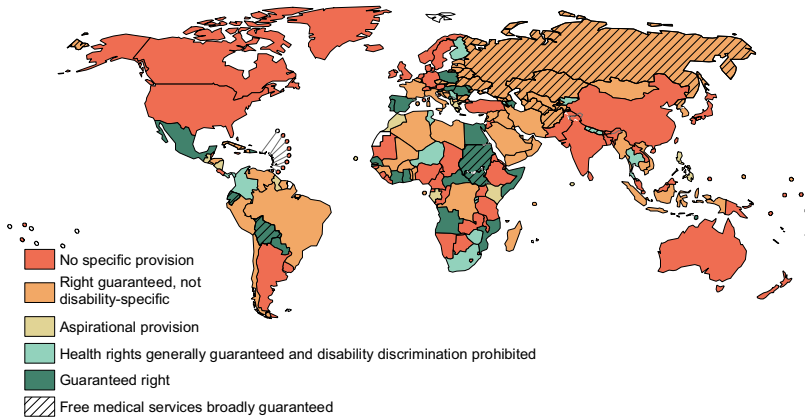 No specific provision
Right guaranteed, not
disability-specific
Aspirational provision
Health rights generally guaranteed and disability discrimination prohibited
Guaranteed right
Free medical services broadly guaranteed